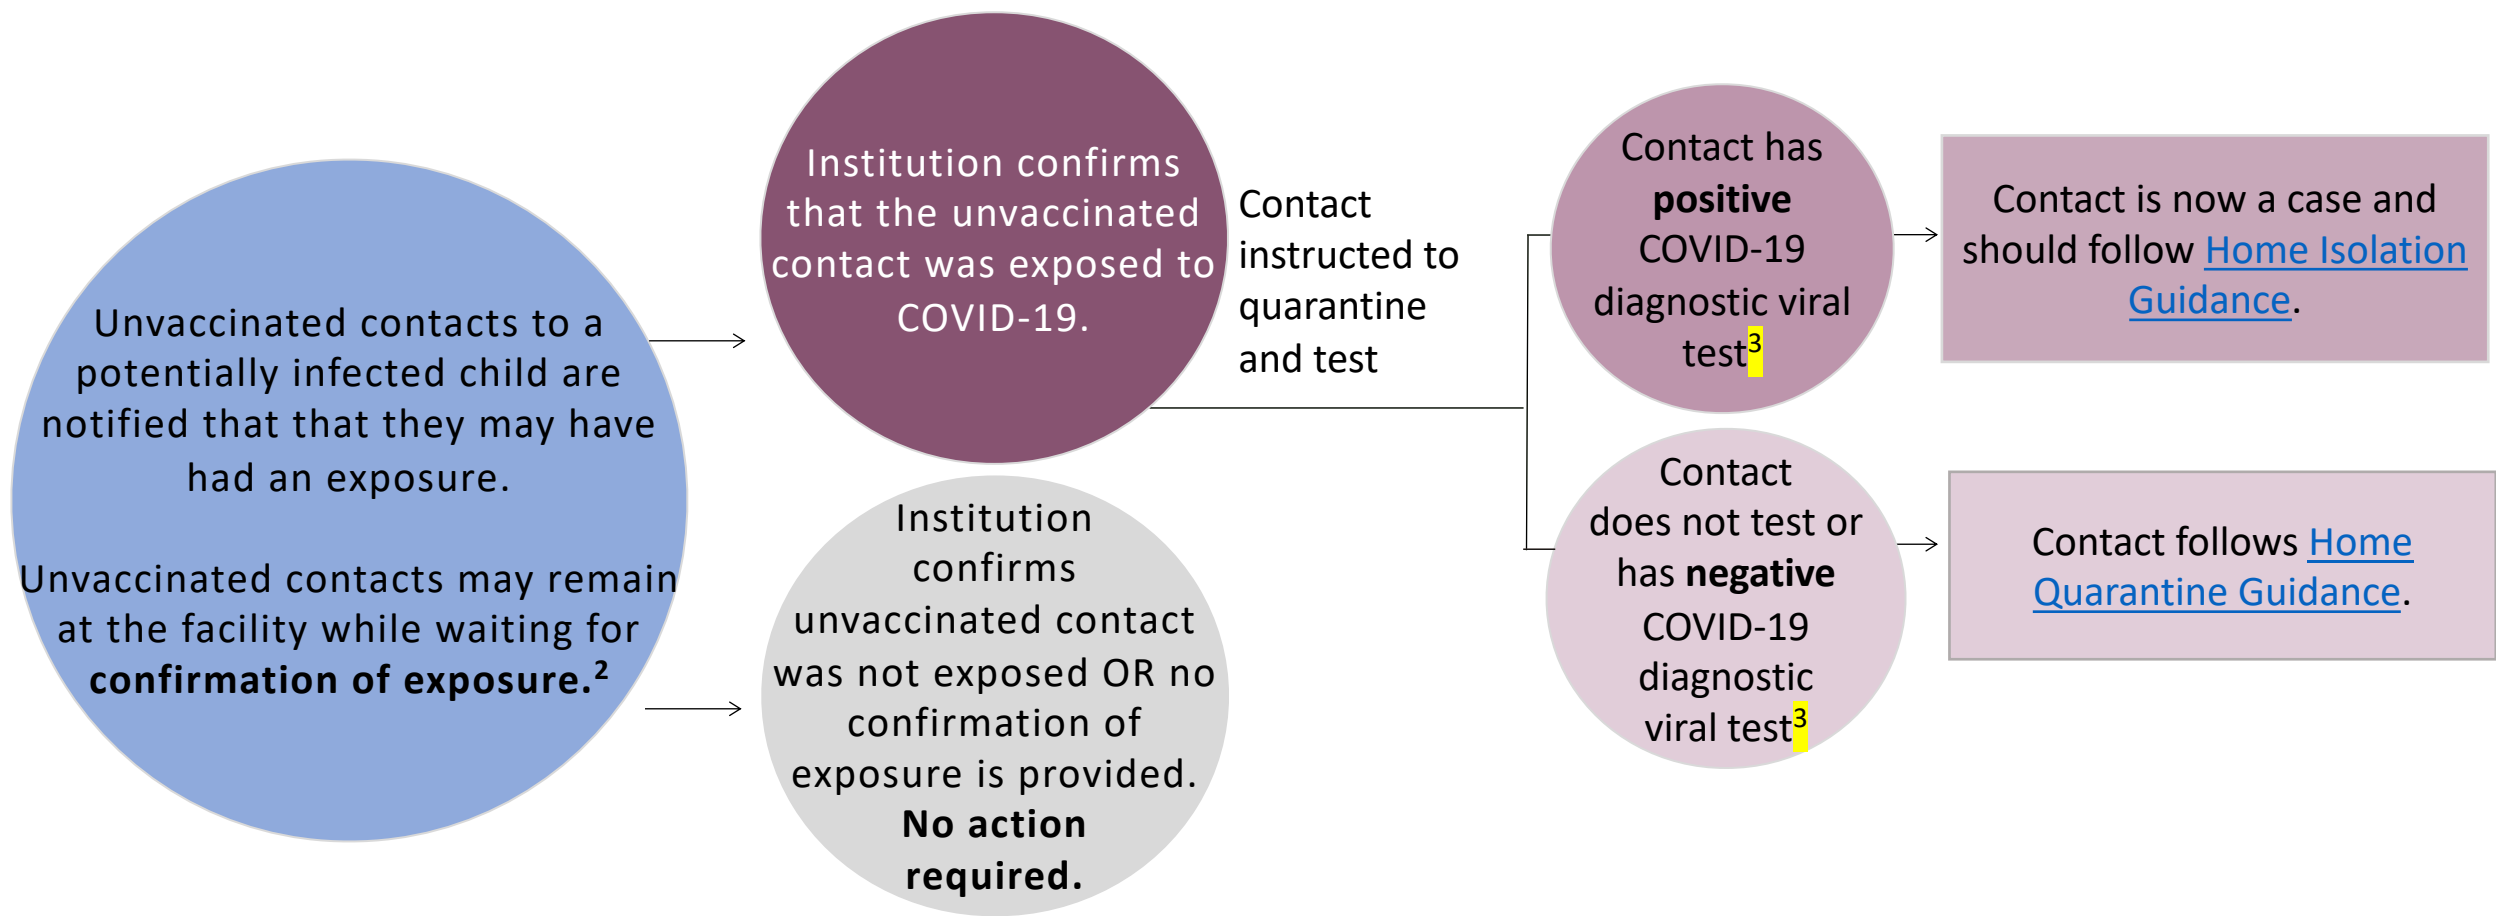 Unvaccinated contacts to a
potentially infected child are
notified that that they may have
had an exposure.
Unvaccinated contacts may remain
at the facility while waiting for
confirmation of exposure.²
Institution confirms
that the unvaccinated
contact was exposed to
COVID-19.
Institution
confirms
unvaccinated contact
was not exposed OR no
confirmation of
exposure is provided.
No action
required.
Contact
instructed to
quarantine
and test
Contact has
positive
COVID-19
diagnostic viral
test³
Contact is now a case and
should follow Home Isolation
Guidance.
Contact
does not test or
has negative
COVID-19
diagnostic
viral test³
Contact follows Home
Quarantine Guidance.